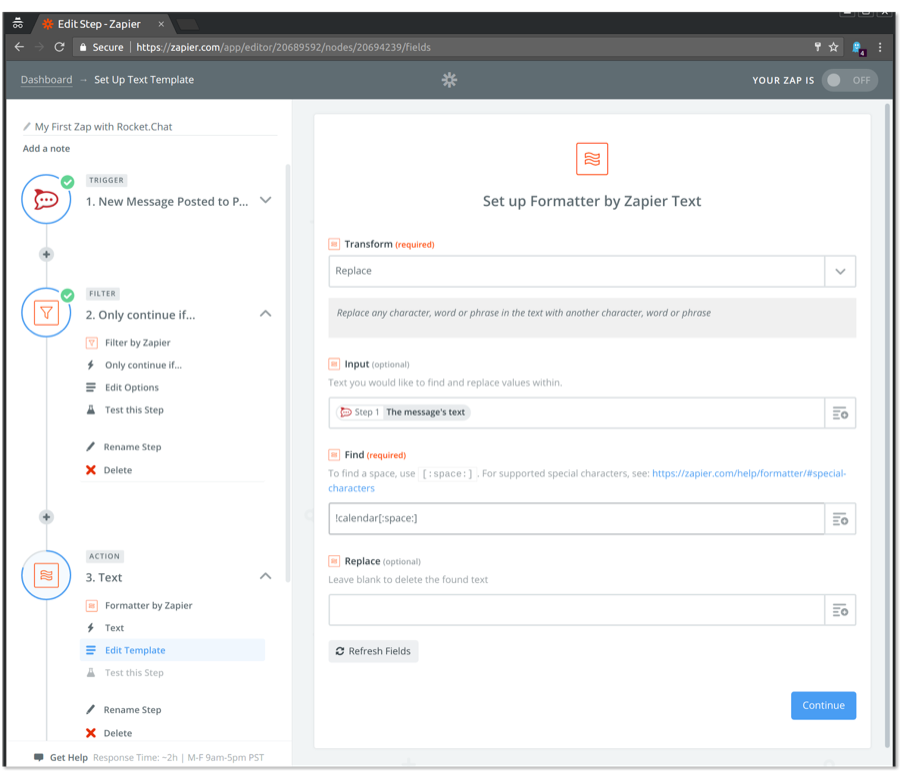 Edit Step - Zapier
Secure https://zapier.com/app/editor/20689592/nodes/20694239/fields
4
Dashboard → Set Up Text Template
YOUR ZAP IS OFF
My First Zap with Rocket.Chat
Add a note
TRIGGER
1. New Message Posted to P...
FILTER
2. Only continue if...
Filter by Zapier
Only continue if...
Edit Options
Test this Step
Rename Step
Delete
ACTION
3. Text
Formatter by Zapier
Text
Edit Template
Test this Step
Rename Step
Delete
Get Help Response Time: ~2h | M-F 9am-5pm PST
Set up Formatter by Zapier Text
Transform (required)
Replace
Replace any character, word or phrase in the text with another character, word or phrase
Input (optional)
Text you would like to find and replace values within.
Step 1 The message's text
Find (required)
To find a space, use [:space:] . For supported special characters, see: https://zapier.com/help/formatter/#special-
characters
!calendar[:space:]
Replace (optional)
Leave blank to delete the found text
Refresh Fields
Continue